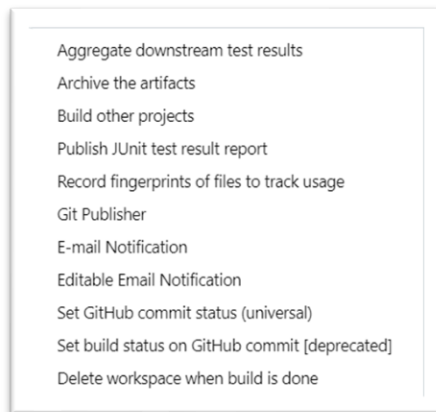 Aggregate downstream test results
Archive the artifacts
Build other projects
Publish JUnit test result report
Record fingerprints of files to track usage
Git Publisher
E-mail Notification
Editable Email Notification
Set GitHub commit status (universal)
Set build status on GitHub commit [deprecated]
Delete workspace when build is done